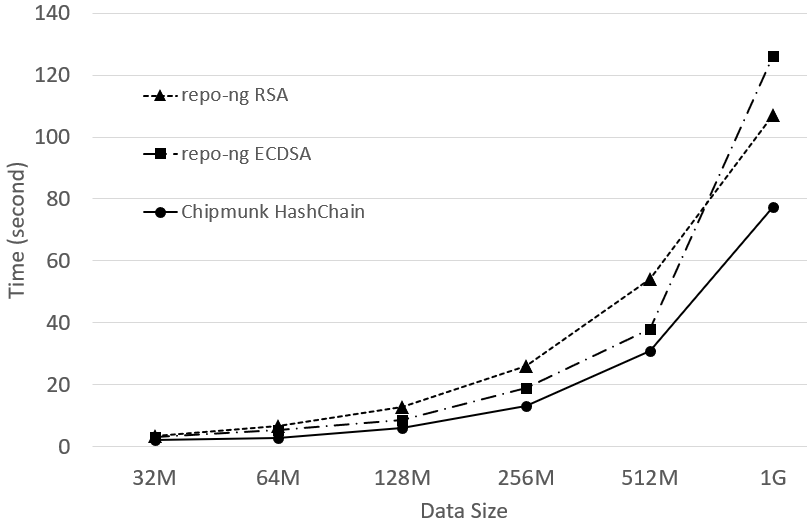 140
120
100
80
60
40
20
0
Time (second)
repo-ng RSA
repo-ng ECDSA
Chipmunk HashChain
32M 64M 128M 256M 512M 1G
Data Size